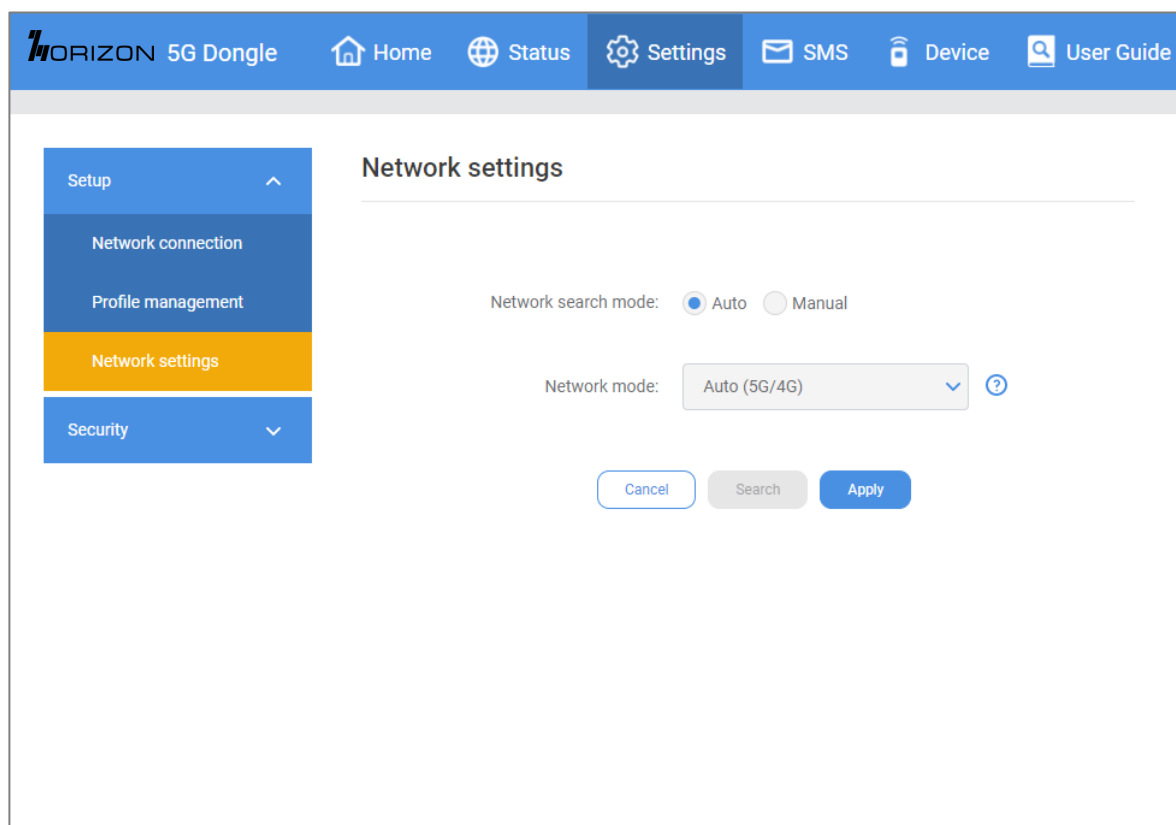 HORIZON 5G Dongle Home Status Settings SMS Device User Guide
Setup
Network connection
Profile management
Network settings
Security
Network settings
Network search mode: Auto Manual
Network mode: Auto (5G/4G) ?
Cancel Search Apply